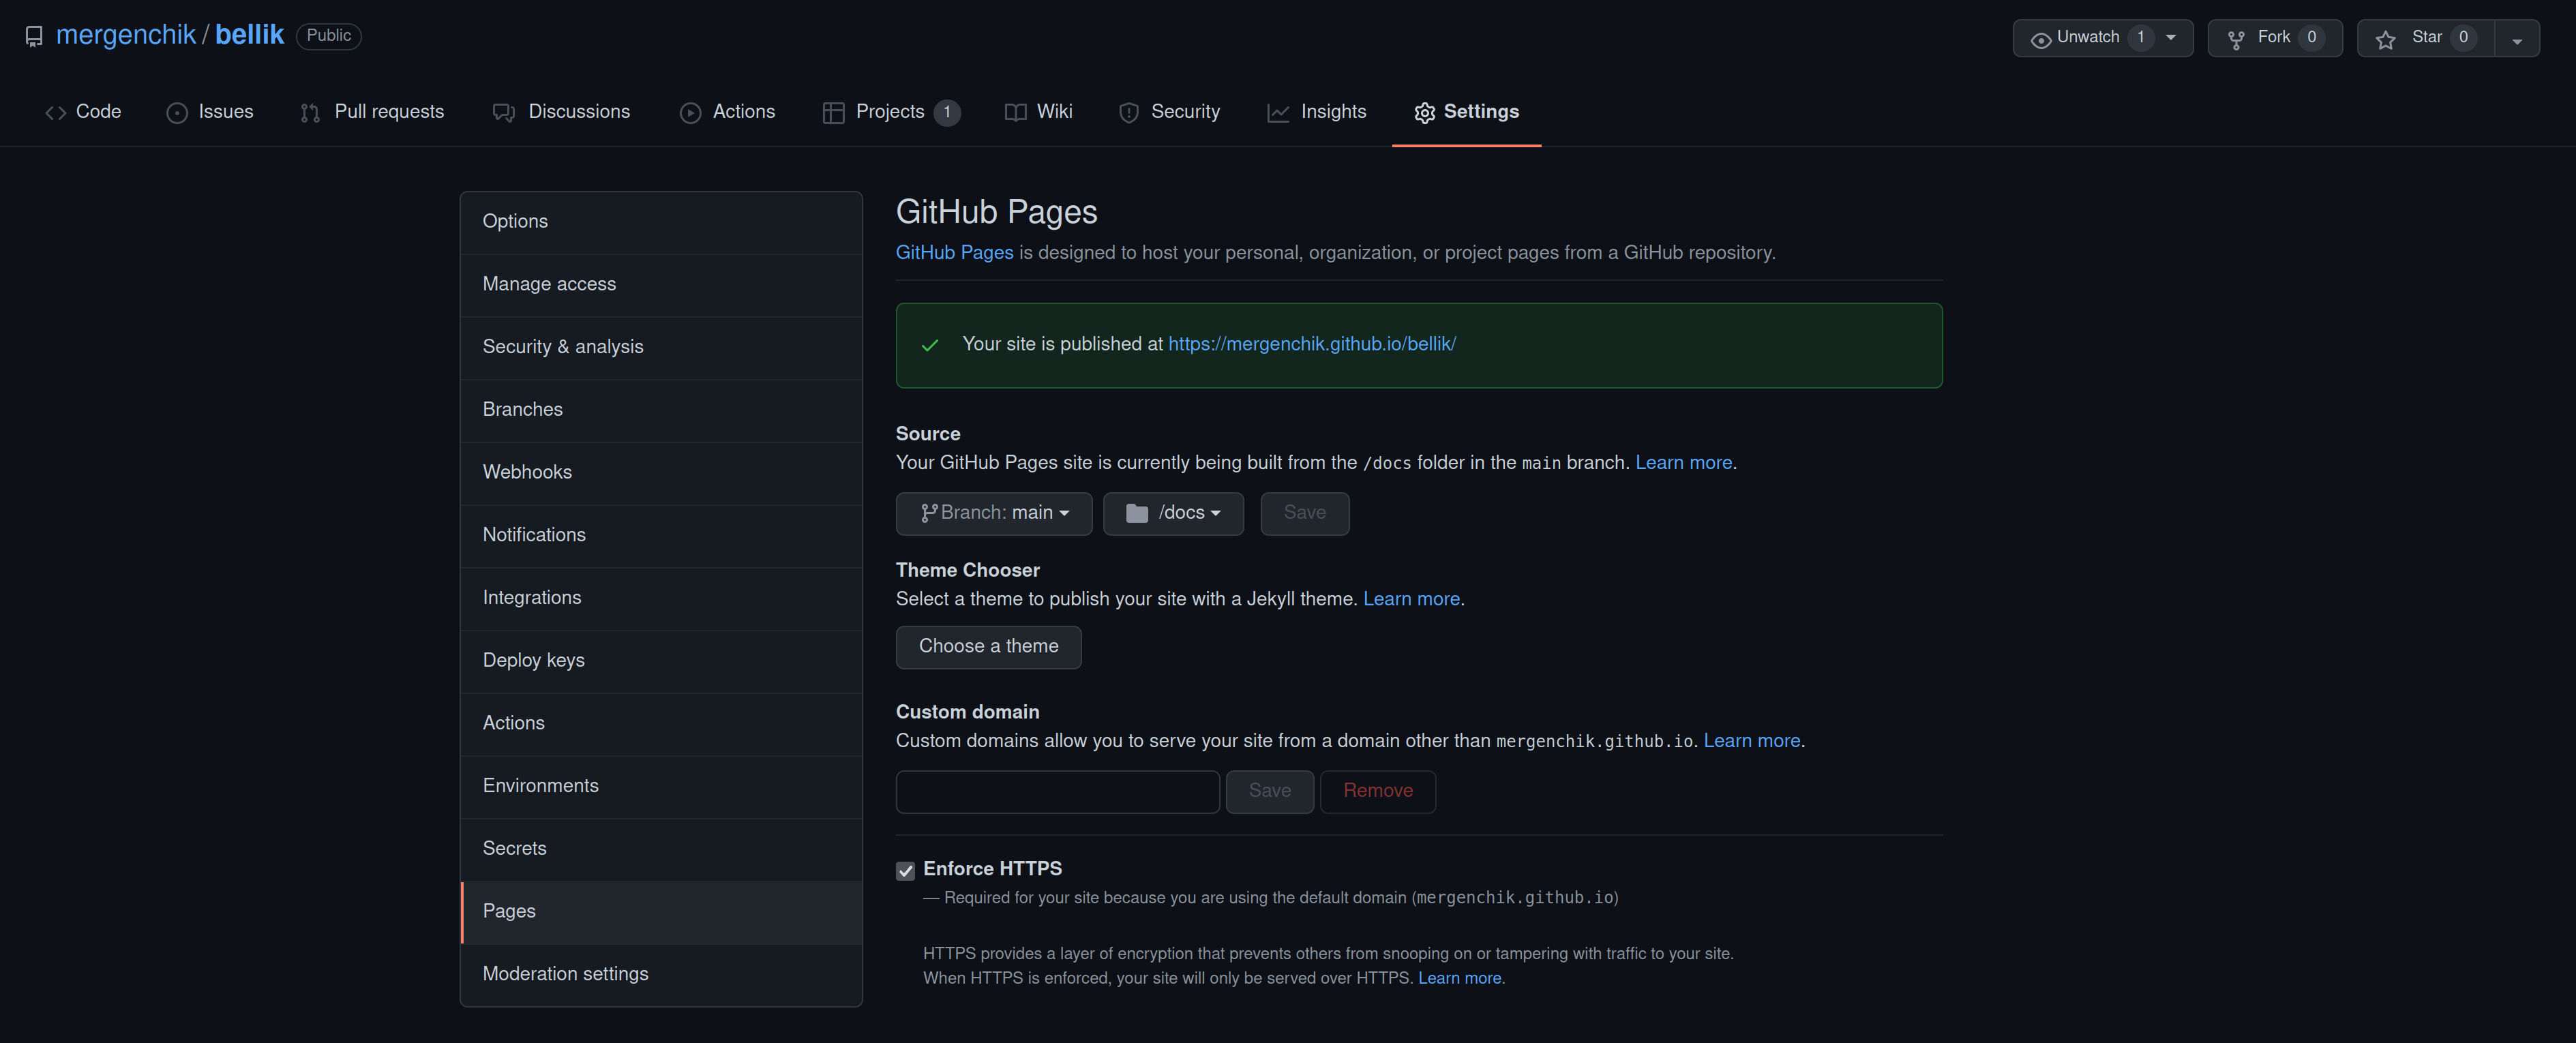 mergenchik / bellik Public
Unwatch 1 Fork 0 Star 0
Code Issues Pull requests Discussions Actions Projects 1 Wiki Security Insights Settings
Options
Manage access
Security & analysis
Branches
Webhooks
Notifications
Integrations
Deploy keys
Actions
Environments
Secrets
Pages
Moderation settings
GitHub Pages
GitHub Pages is designed to host your personal, organization, or project pages from a GitHub repository.
Your site is published at https://mergenchik.github.io/bellik/
Source
Your GitHub Pages site is currently being built from the /docs folder in the main branch. Learn more.
Branch: main /docs Save
Theme Chooser
Select a theme to publish your site with a Jekyll theme. Learn more.
Choose a theme
Custom domain
Custom domains allow you to serve your site from a domain other than mergenchik.github.io. Learn more.
Save Remove
Enforce HTTPS
— Required for your site because you are using the default domain (mergenchik.github.io)
HTTPS provides a layer of encryption that prevents others from snooping on or tampering with traffic to your site.
When HTTPS is enforced, your site will only be served over HTTPS. Learn more.